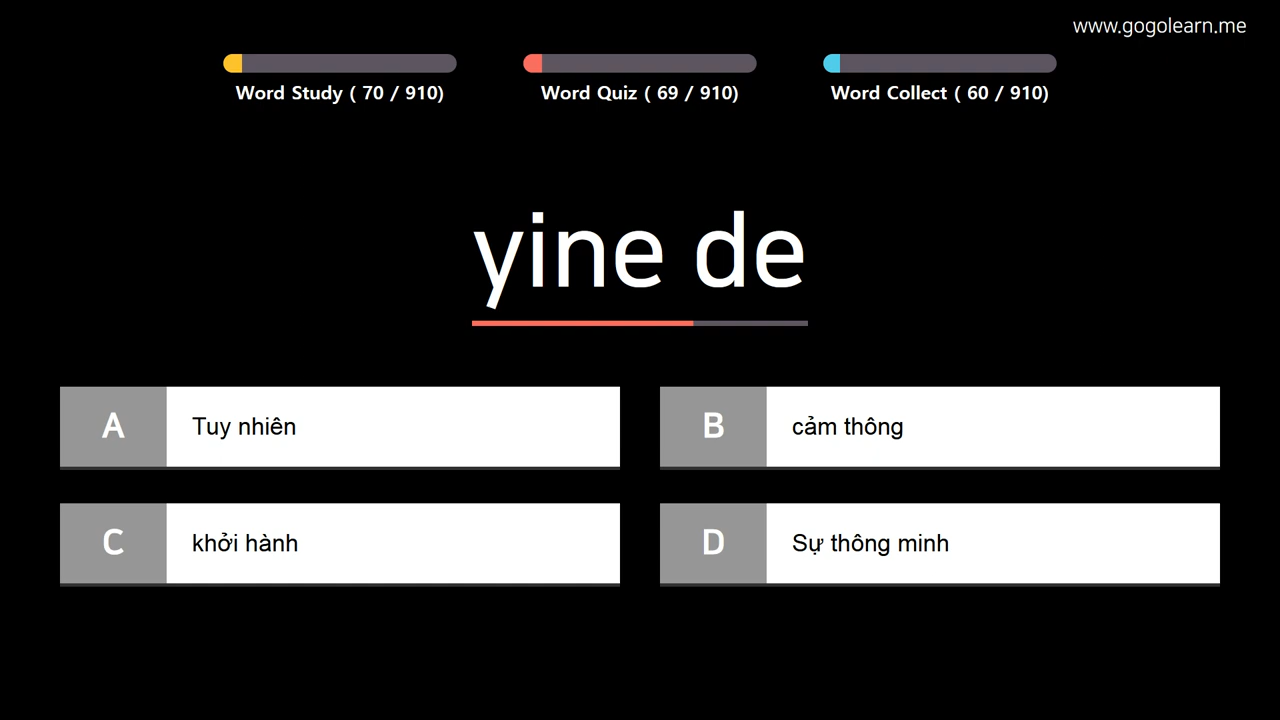 www.gogolearn.me
Word Study ( 70 / 910)
Word Quiz ( 69 / 910)
Word Collect ( 60 / 910)
yine de
A
Tuy nhiên
B
cảm thông
C
khởi hành
D
Sự thông minh